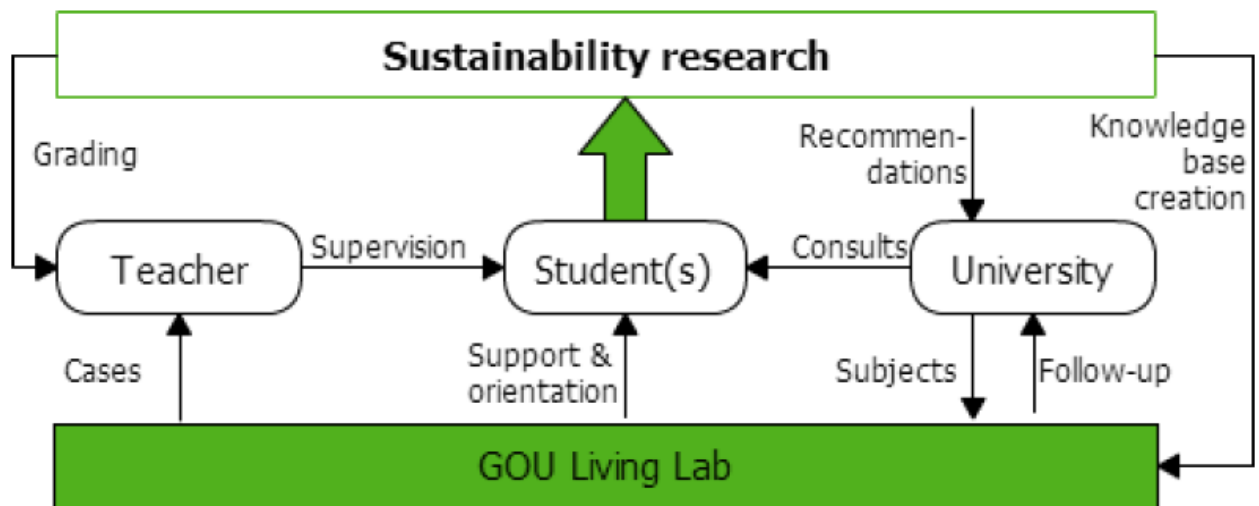 Sustainability research
Grading
Recommen-
dations
Knowledge
base
creation
Teacher
Supervision
Student(s)
Consults
University
Cases
Support &
orientation
Subjects
Follow-up
GOU Living Lab